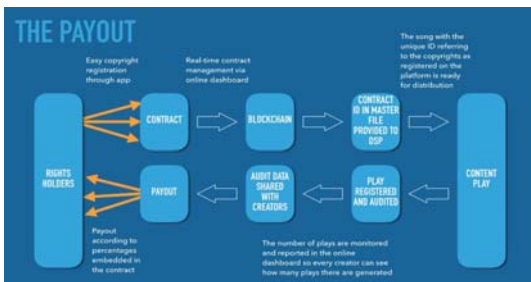 THE PAYOUT
Easy copyright
registration
through app
Real-time contract
management via
online dashboard
The song with the
unique ID referring
to the copyrights as
registered on the
platform is ready
for distribution
RIGHTS
HOLDERS
CONTRACT
BLOCKCHAIN
CONTRACT
ID IN MASTER
FILE
PROVIDED TO
DSP
CONTENT
PLAY
PAYOUT
AUDIT DATA
SHARED
WITH
CREATORS
PLAY
REGISTERED
AND AUDITED
Payout
according to
percentages
embedded in
the contract
The number of plays are monitored
and reported in the online
dashboard so every creator can see
how many plays there are generated